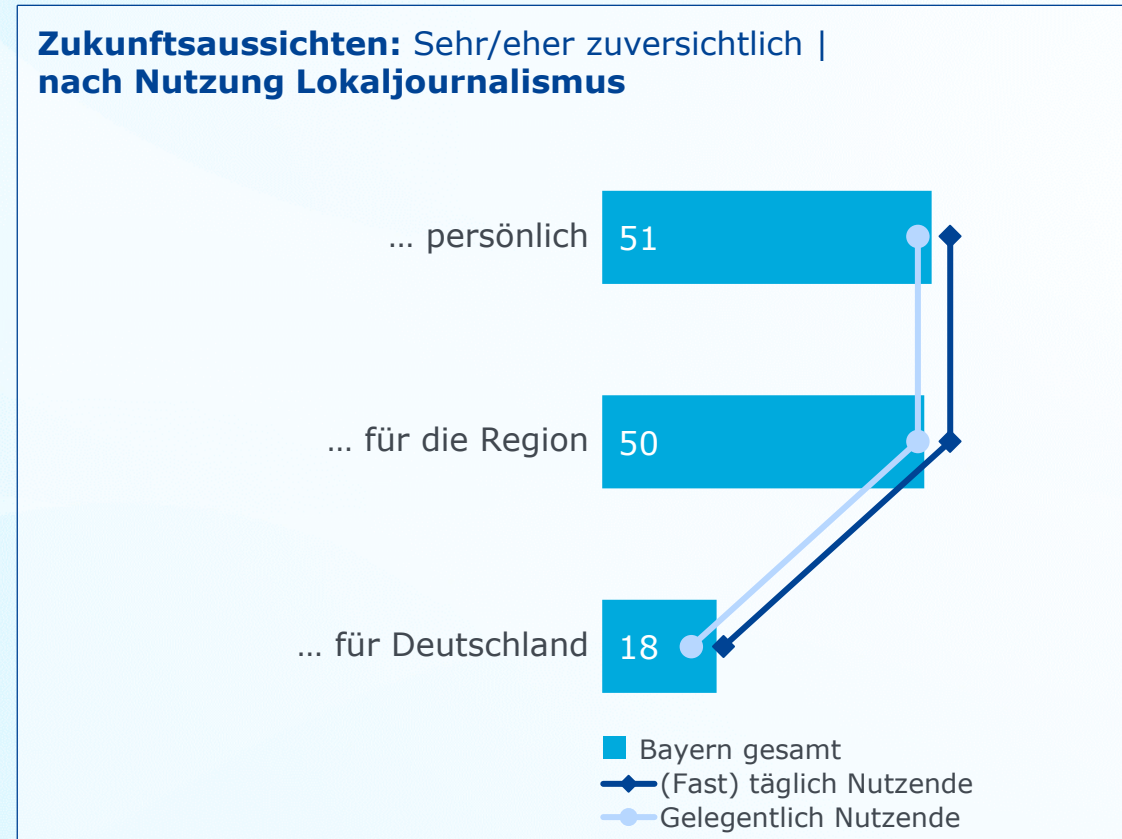 Zukunftsaussichten: Sehr/eher zuversichtlich |
nach Nutzung Lokaljournalismus
… persönlich 51
… für die Region 50
… für Deutschland 18
Bayern gesamt
(Fast) täglich Nutzende
Gelegentlich Nutzende